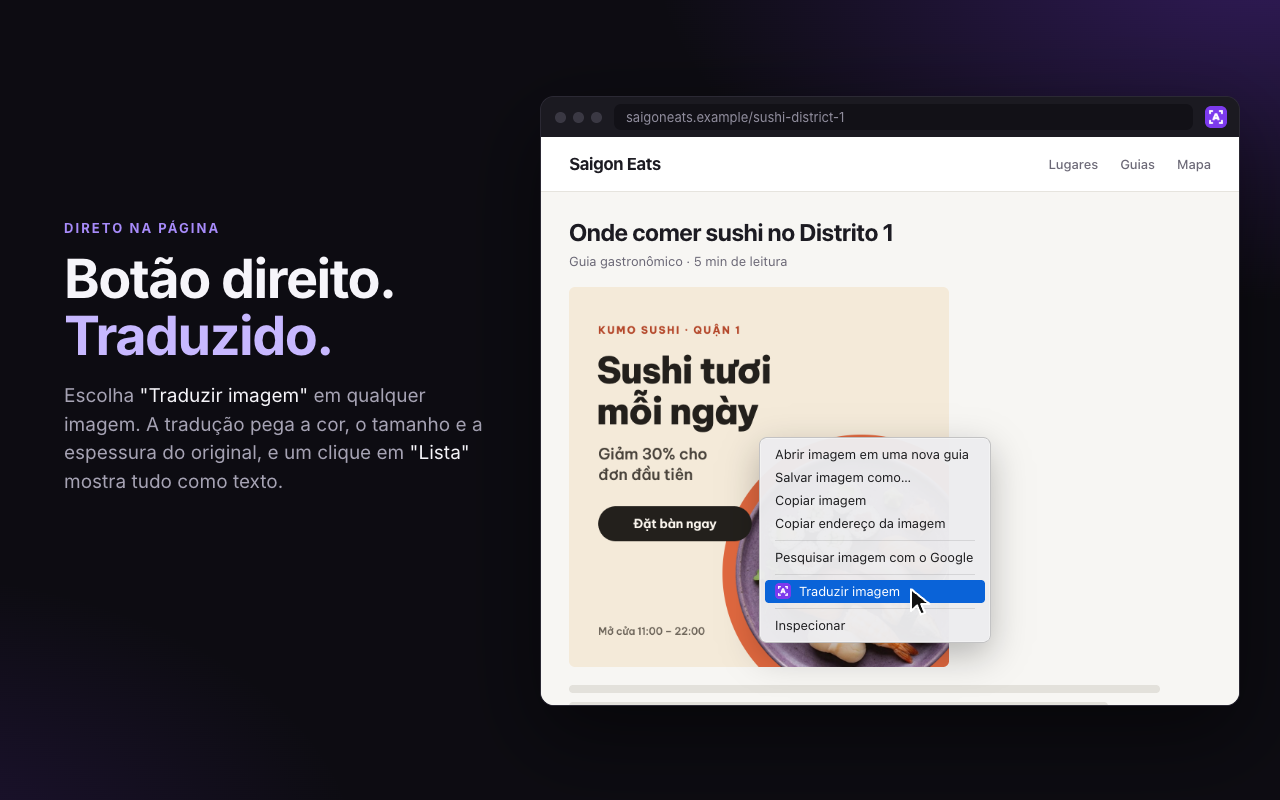 DIRETO NA PÁGINA
Botão direito.
Traduzido.
Escolha "Traduzir imagem" em qualquer
imagem. A tradução pega a cor, o tamanho e a
espessura do original, e um clique em "Lista"
mostra tudo como texto.
saigoneats.example/sushi-district-1
A
Saigon Eats
Lugares Guias Mapa
Onde comer sushi no Distrito 1
Guia gastronômico · 5 min de leitura
KUMO SUSHI · QUẬN 1
Sushi tươi
mỗi ngày
Giảm 30% cho
đơn đầu tiên
Đặt bàn ngay
Mở cửa 11:00 – 22:00
Abrir imagem em uma nova guia
Salvar imagem como...
Copiar imagem
Copiar endereço da imagem
Pesquisar imagem com o Google
A Traduzir imagem
Inspecionar